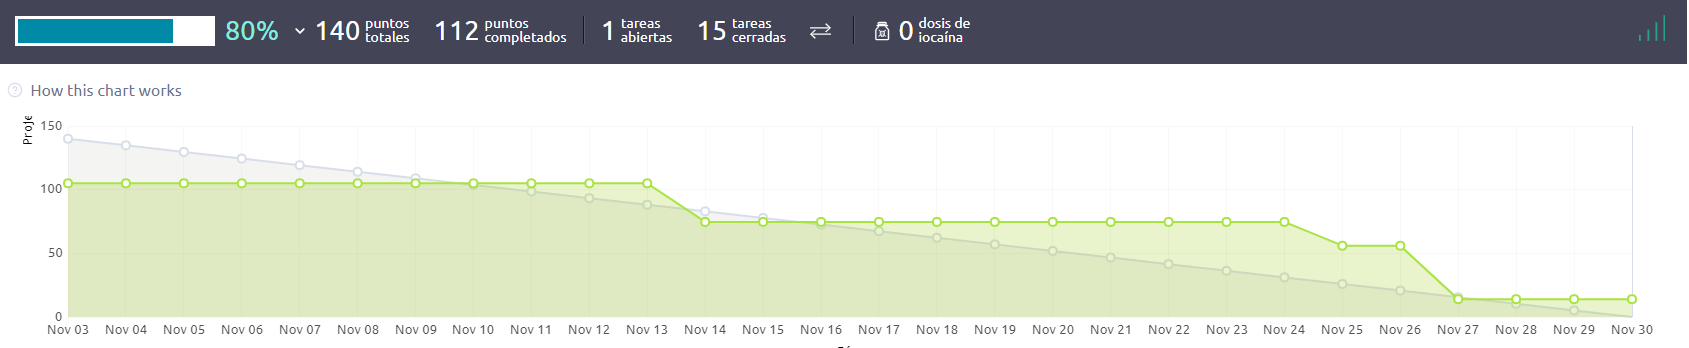 80% 140 puntos totales 112 puntos completados 1 tareas abiertas 15 tareas cerradas 0 dosis de iocaína
How this chart works
Proje
150
100
50
0
Nov 03 Nov 04 Nov 05 Nov 06 Nov 07 Nov 08 Nov 09 Nov 10 Nov 11 Nov 12 Nov 13 Nov 14 Nov 15 Nov 16 Nov 17 Nov 18 Nov 19 Nov 20 Nov 21 Nov 22 Nov 23 Nov 24 Nov 25 Nov 26 Nov 27 Nov 28 Nov 29 Nov 30